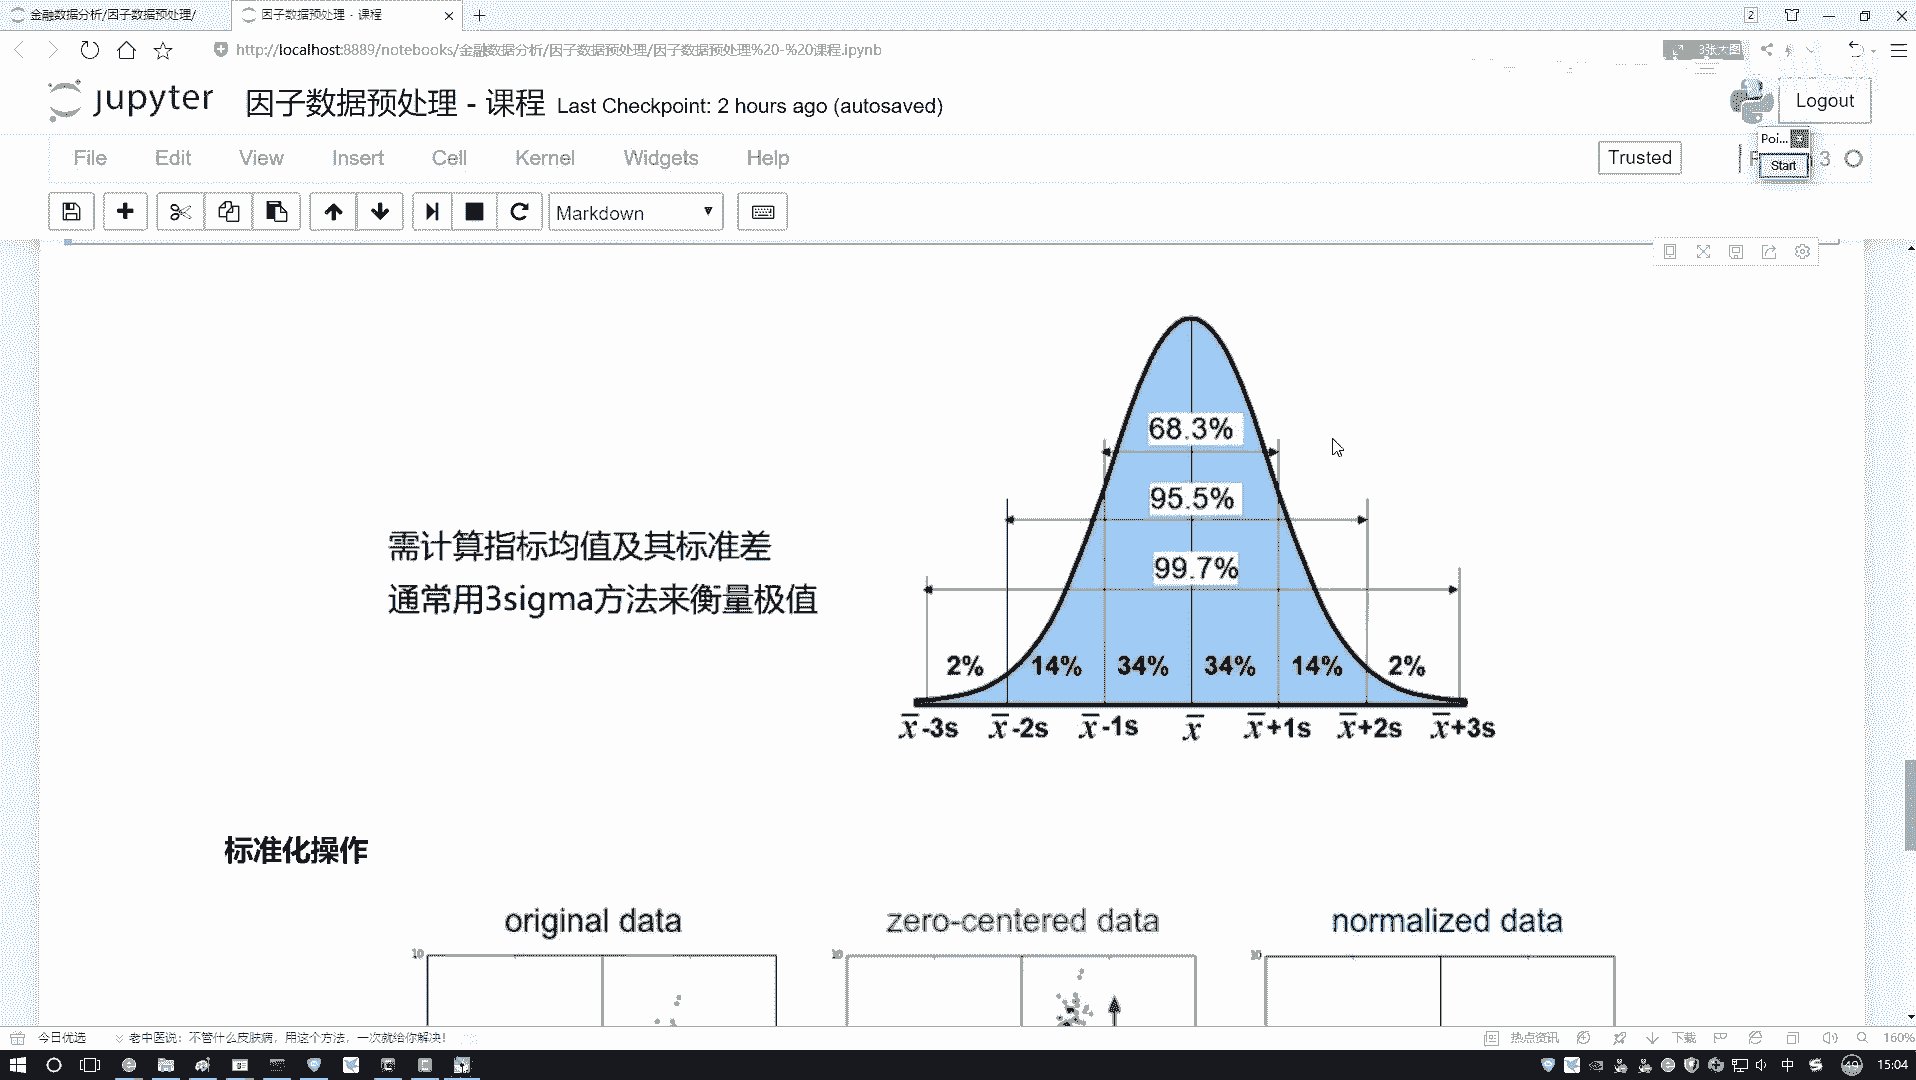 金融数据分析/因子数据预处理/
因子数据预处理 - 课程
2
http://localhost:8889/notebooks/金融数据分析/因子数据预处理/因子数据预处理%20-%20课程.ipynb
3张大图
jupyter
因子数据预处理 - 课程 Last Checkpoint: 2 hours ago (autosaved)
Logout
Poi...
Start
File Edit View Insert Cell Kernel Widgets Help
Trusted
3
Markdown
68.3%
95.5%
99.7%
需计算指标均值及其标准差
通常用3sigma方法来衡量极值
2% 14% 34% 34% 14% 2%
x̅-3s x̅-2s x̅-1s x̅ x̅+1s x̅+2s x̅+3s
标准化操作
original data zero-centered data normalized data
10 10 10
今日优选
老中医说：不管什么皮肤病，用这个方法，一次就给你解决！
热点资讯
下载
160%
中
49
15:04